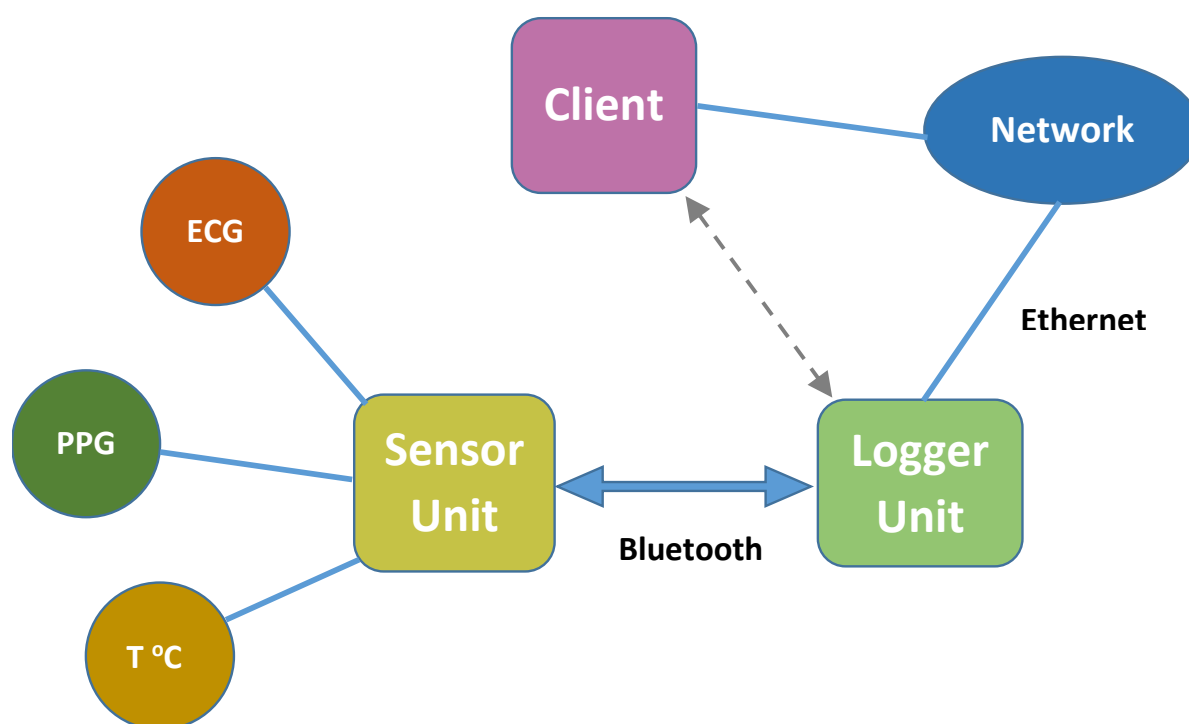 Client
Network
ECG
Ethernet
PPG
Sensor
Unit
Logger
Unit
Bluetooth
T ºC